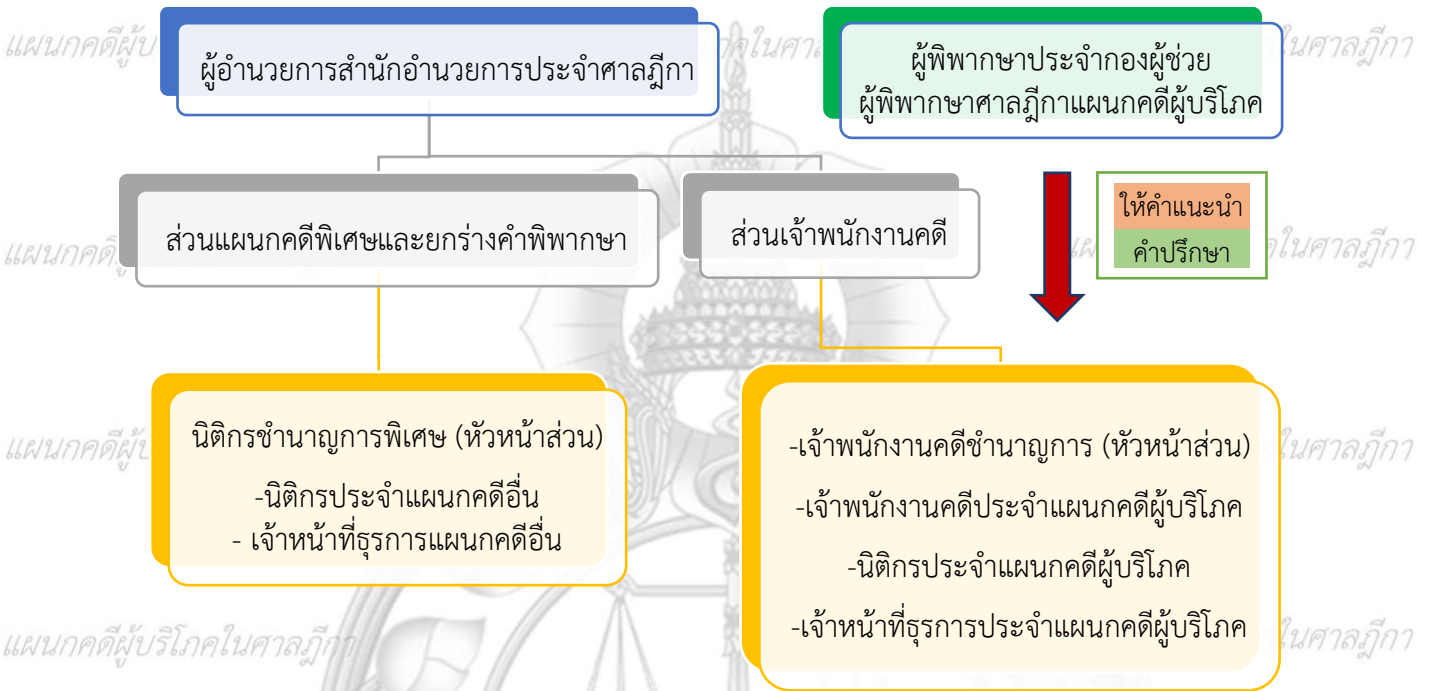 ผู้อำนวยการสำนักอำนวยการประจำศาลฎีกา
ผู้พิพากษาประจำกองผู้ช่วย
ผู้พิพากษาศาลฎีกาแผนกคดีผู้บริโภค
ส่วนแผนกคดีพิเศษและยกร่างคำพิพากษา
ส่วนเจ้าพนักงานคดี
ให้คำแนะนำ
คำปรึกษา
นิติกรชำนาญการพิเศษ (หัวหน้าส่วน)
-นิติกรประจำแผนกคดีอื่น
- เจ้าหน้าที่ธุรการแผนกคดีอื่น
-เจ้าพนักงานคดีชำนาญการ (หัวหน้าส่วน)
-เจ้าพนักงานคดีประจำแผนกคดีผู้บริโภค
-นิติกรประจำแผนกคดีผู้บริโภค
-เจ้าหน้าที่ธุรการประจำแผนกคดีผู้บริโภค
แผนกคดีผู้บริโภคในศาลฎีกา